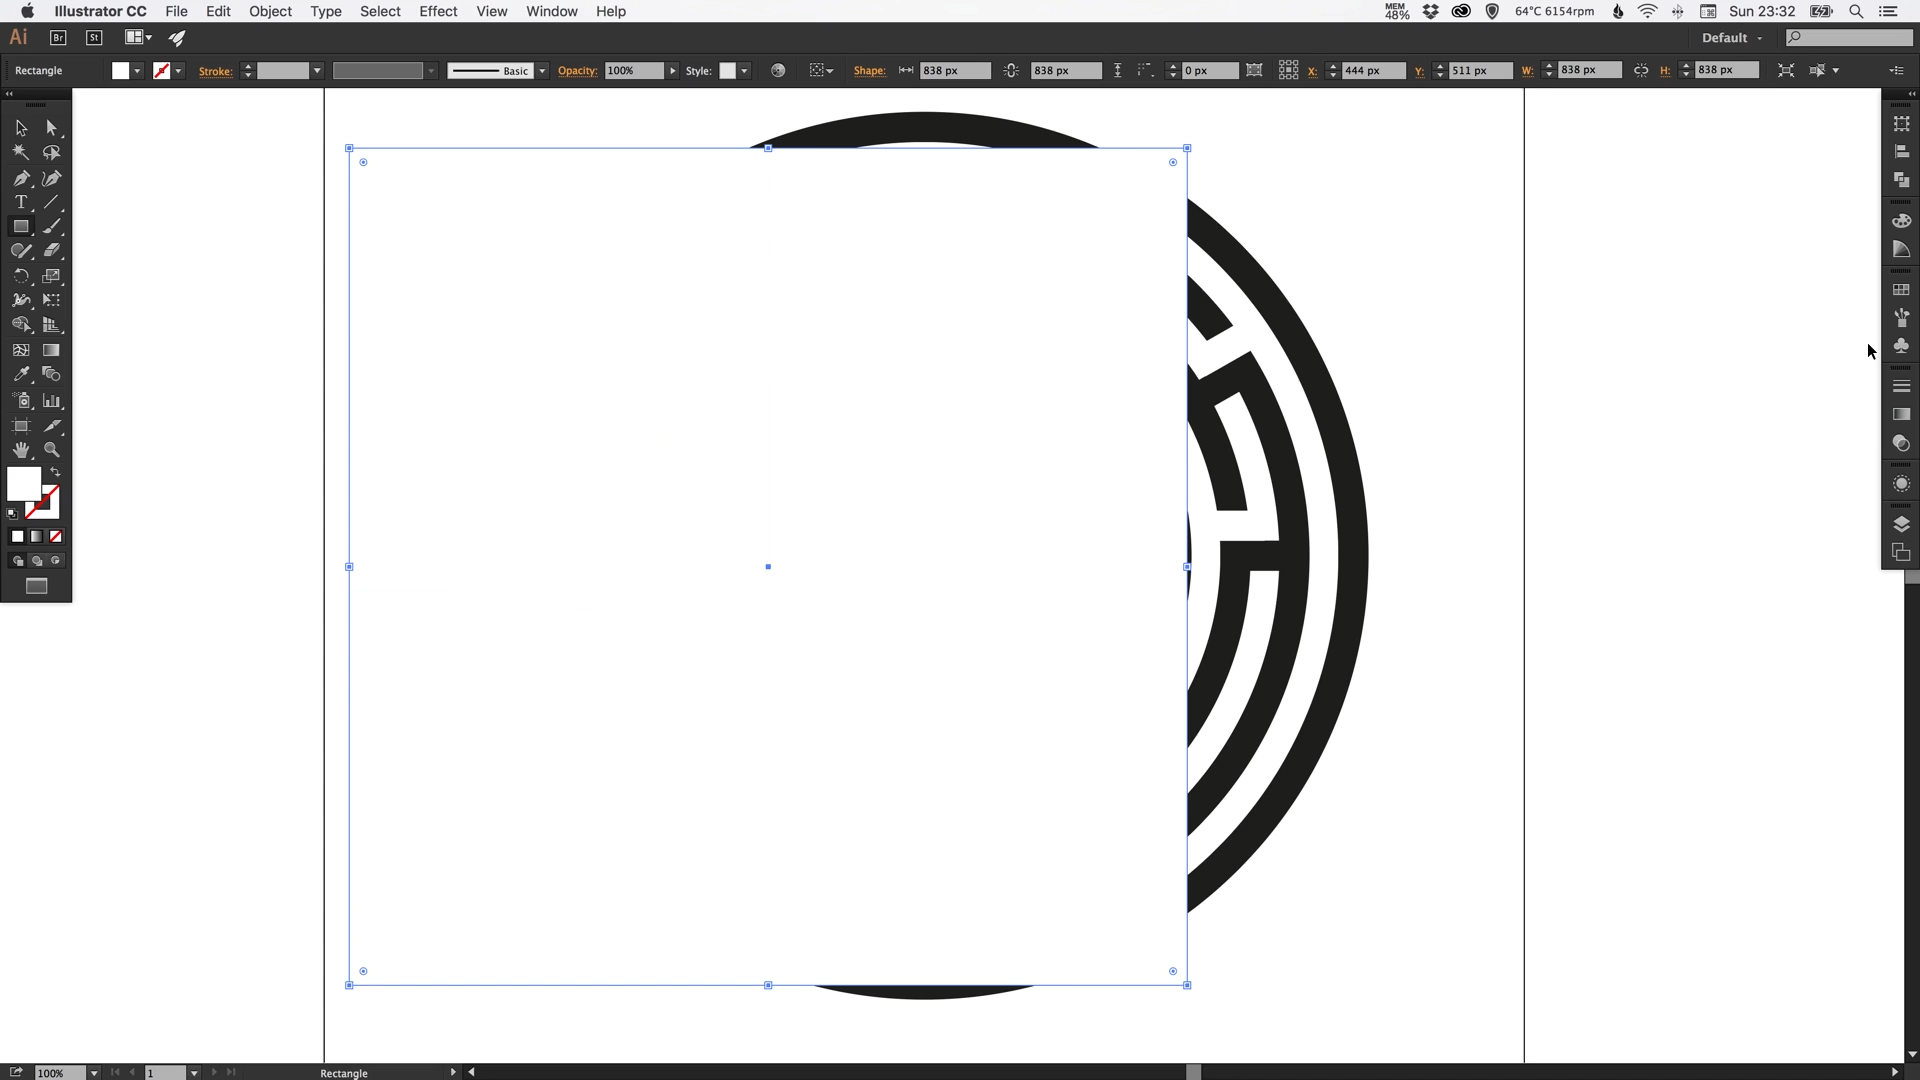 Illustrator CC File Edit Object Type Select Effect View Window Help MEM 48% 64°C 6154rpm Sun 23:32
Ai Br St Default
Rectangle Stroke: Basic Opacity: 100% Style: Shape: 838 px 838 px 0 px X: 444 px Y: 511 px W: 838 px H: 838 px
T
100% 1 Rectangle